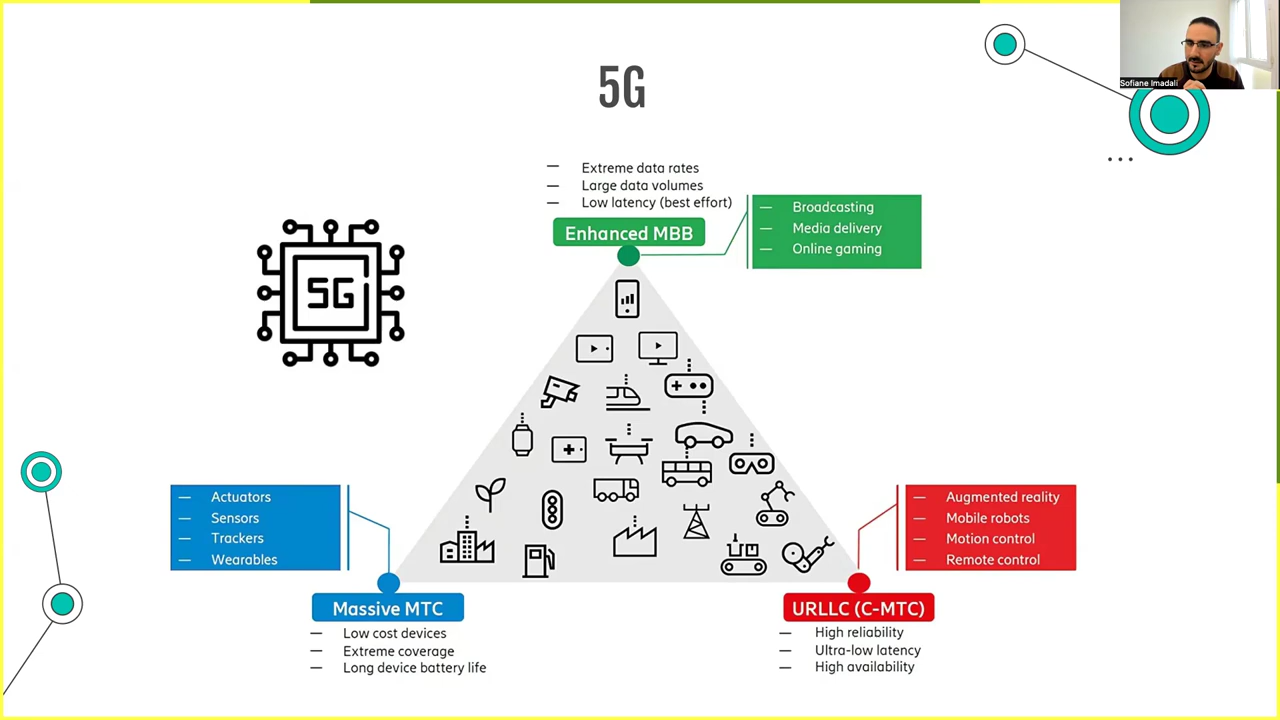 Sofiane Imadali
5G
— Extreme data rates
— Large data volumes
— Low latency (best effort)
Enhanced MBB
— Broadcasting
— Media delivery
— Online gaming
5G
— Actuators
— Sensors
— Trackers
— Wearables
Massive MTC
— Low cost devices
— Extreme coverage
— Long device battery life
— Augmented reality
— Mobile robots
— Motion control
— Remote control
URLLC (C-MTC)
— High reliability
— Ultra-low latency
— High availability